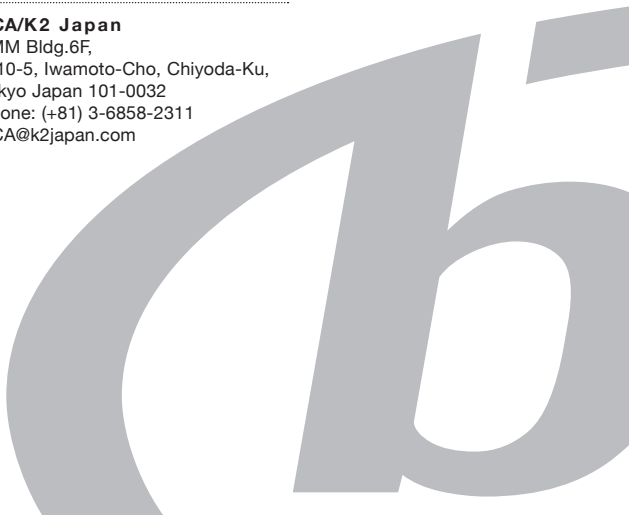 CA/K2 Japan
MM Bldg.6F,
10-5, Iwamoto-Cho, Chiyoda-Ku,
kyo Japan 101-0032
one: (+81) 3-6858-2311
CA@k2japan.com
b